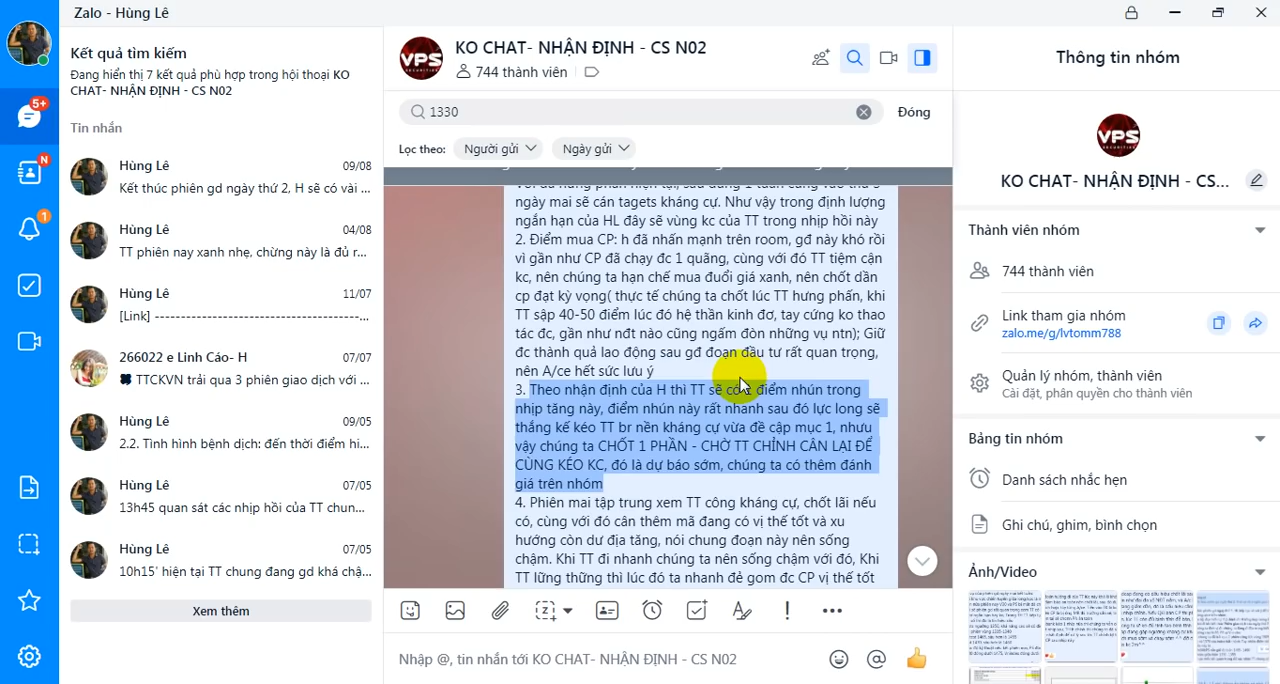 Zalo - Hùng Lê
Kết quả tìm kiếm
Đang hiển thị 7 kết quả phù hợp trong hội thoại KO
CHAT- NHẬN ĐỊNH - CS N02
Tin nhắn
Hùng Lê 09/08
Kết thúc phiên gd ngày thứ 2, H sẽ có vài ...
Hùng Lê 04/08
TT phiên nay xanh nhẹ, chừng này là đủ r...
Hùng Lê 11/07
[Link] ------------------------------------...
266022 e Linh Cáo- H 07/07
TTCKVN trải qua 3 phiên giao dịch với ...
Hùng Lê 09/05
2.2. Tình hình bệnh dịch: đến thời điểm hi...
Hùng Lê 07/05
13h45 quan sát các nhịp hồi của TT chun...
Hùng Lê 07/05
10h15' hiện tại TT chung đang gd khá chậ...
Xem thêm
5+
N
1
VPS
SECURITIES
KO CHAT- NHẬN ĐỊNH - CS N02
744 thành viên
1330
Đóng
Lọc theo: Người gửi Ngày gửi
ngày mai sẽ cán tagets kháng cự. Như vậy trong định lượng
ngắn hạn của HL đây sẽ vùng kc của TT trong nhịp hồi này
2. Điểm mua CP: h đã nhấn mạnh trên room, gđ này khó rồi
vì gần như CP đã chạy đc 1 quãng, cùng với đó TT tiệm cận
kc, nên chúng ta hạn chế mua đuổi giá xanh, nên chốt dần
cp đạt kỳ vọng( thực tế chúng ta chốt lúc TT hưng phấn, khi
TT sập 40-50 điểm lúc đó hệ thần kinh đơ, tay cứng ko thao
tác đc, gần như nđt nào cũng ngấm đòn những vụ ntn); Giữ
đc thành quả lao động sau gđ đoạn đầu tư rất quan trọng,
nên A/ce hết sức lưu ý
3. Theo nhận định của H thì TT sẽ có 1 điểm nhún trong
nhịp tăng này, điểm nhún này rất nhanh sau đó lực long sẽ
thắng kế kéo TT br nền kháng cự vừa đề cập mục 1, nhưu
vậy chúng ta CHỐT 1 PHẦN - CHỜ TT CHỈNH CÂN LẠI ĐỂ
CÙNG KÉO KC, đó là dự báo sớm, chúng ta có thêm đánh
giá trên nhóm
4. Phiên mai tập trung xem TT công kháng cự, chốt lãi nếu
có, cùng với đó cân thêm mã đang có vị thế tốt và xu
hướng còn dư địa tăng, nói chung đoạn này nên sống
chậm. Khi TT đi nhanh chúng ta nên sống chậm với đó, Khi
TT lững thững thì lúc đó ta nhanh đẻ gom đc CP vị thế tốt
Nhập @, tin nhắn tới KO CHAT- NHẬN ĐỊNH - CS N02
Thông tin nhóm
VPS
SECURITIES
KO CHAT- NHẬN ĐỊNH - CS...
Thành viên nhóm
744 thành viên
Link tham gia nhóm
zalo.me/g/lvtomm788
Quản lý nhóm, thành viên
Cài đặt, phân quyền cho thành viên
Bảng tin nhóm
Danh sách nhắc hẹn
Ghi chú, ghim, bình chọn
Ảnh/Video